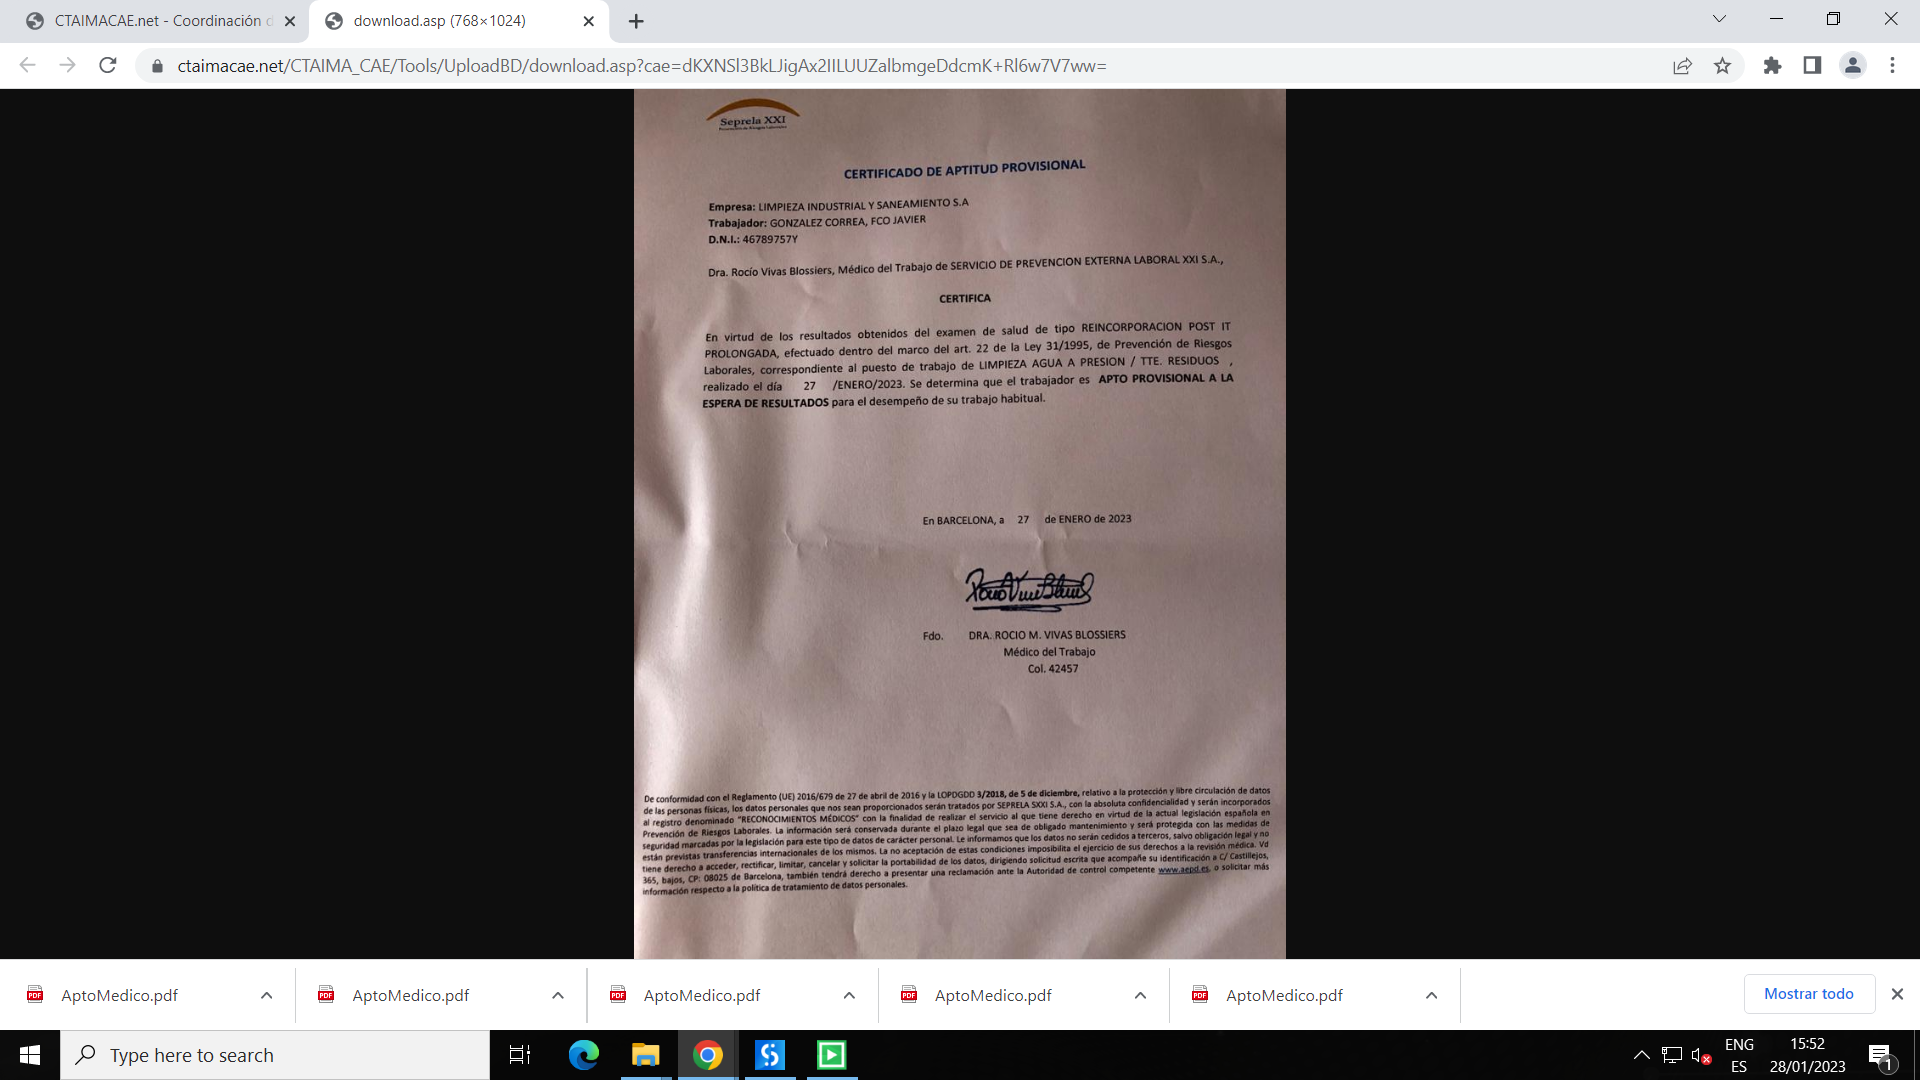 CTAIMACAE.net - Coordinación d
download.asp (768×1024)
ctaimacae.net/CTAIMA_CAE/Tools/UploadBD/download.asp?cae=dKXNSl3BkLJigAx2IILUUZalbmgeDdcmK+Rl6w7V7ww=
Seprela XXI
Prevención de Riesgos Laborales
CERTIFICADO DE APTITUD PROVISIONAL
Empresa: LIMPIEZA INDUSTRIAL Y SANEAMIENTO S.A
Trabajador: GONZALEZ CORREA, FCO JAVIER
D.N.I.: 46789757Y
Dra. Rocío Vivas Blossiers, Médico del Trabajo de SERVICIO DE PREVENCION EXTERNA LABORAL XXI S.A.,
CERTIFICA
En virtud de los resultados obtenidos del examen de salud de tipo REINCORPORACION POST IT
PROLONGADA, efectuado dentro del marco del art. 22 de la Ley 31/1995, de Prevención de Riesgos
Laborales, correspondiente al puesto de trabajo de LIMPIEZA AGUA A PRESION / TTE. RESIDUOS ,
realizado el día 27 /ENERO/2023. Se determina que el trabajador es APTO PROVISIONAL A LA
ESPERA DE RESULTADOS para el desempeño de su trabajo habitual.
En BARCELONA, a 27 de ENERO de 2023
Fdo. DRA. ROCIO M. VIVAS BLOSSIERS
Médico del Trabajo
Col. 42457
De conformidad con el Reglamento (UE) 2016/679 de 27 de abril de 2016 y la LOPDGDD 3/2018, de 5 de diciembre, relativo a la protección y libre circulación de datos
de las personas físicas, los datos personales que nos sean proporcionados serán tratados por SEPRELA SXXI S.A., con la absoluta confidencialidad y serán incorporados
al registro denominado "RECONOCIMIENTOS MÉDICOS" con la finalidad de realizar el servicio al que tiene derecho en virtud de la actual legislación española en
Prevención de Riesgos Laborales. La información será conservada durante el plazo legal que sea de obligado mantenimiento y será protegida con las medidas de
seguridad marcadas por la legislación para este tipo de datos de carácter personal. Le informamos que los datos no serán cedidos a terceros, salvo obligación legal y no
están previstas transferencias internacionales de los mismos. La no aceptación de estas condiciones imposibilita el ejercicio de sus derechos a la revisión médica. Vd
tiene derecho a acceder, rectificar, limitar, cancelar y solicitar la portabilidad de los datos, dirigiendo solicitud escrita que acompañe su identificación a C/ Castillejos,
365, bajos, CP: 08025 de Barcelona, también tendrá derecho a presentar una reclamación ante la Autoridad de control competente www.aepd.es, o solicitar más
información respecto a la política de tratamiento de datos personales.
AptoMedico.pdf
AptoMedico.pdf
AptoMedico.pdf
AptoMedico.pdf
AptoMedico.pdf
Mostrar todo
Type here to search
ENG
ES
15:52
28/01/2023
1